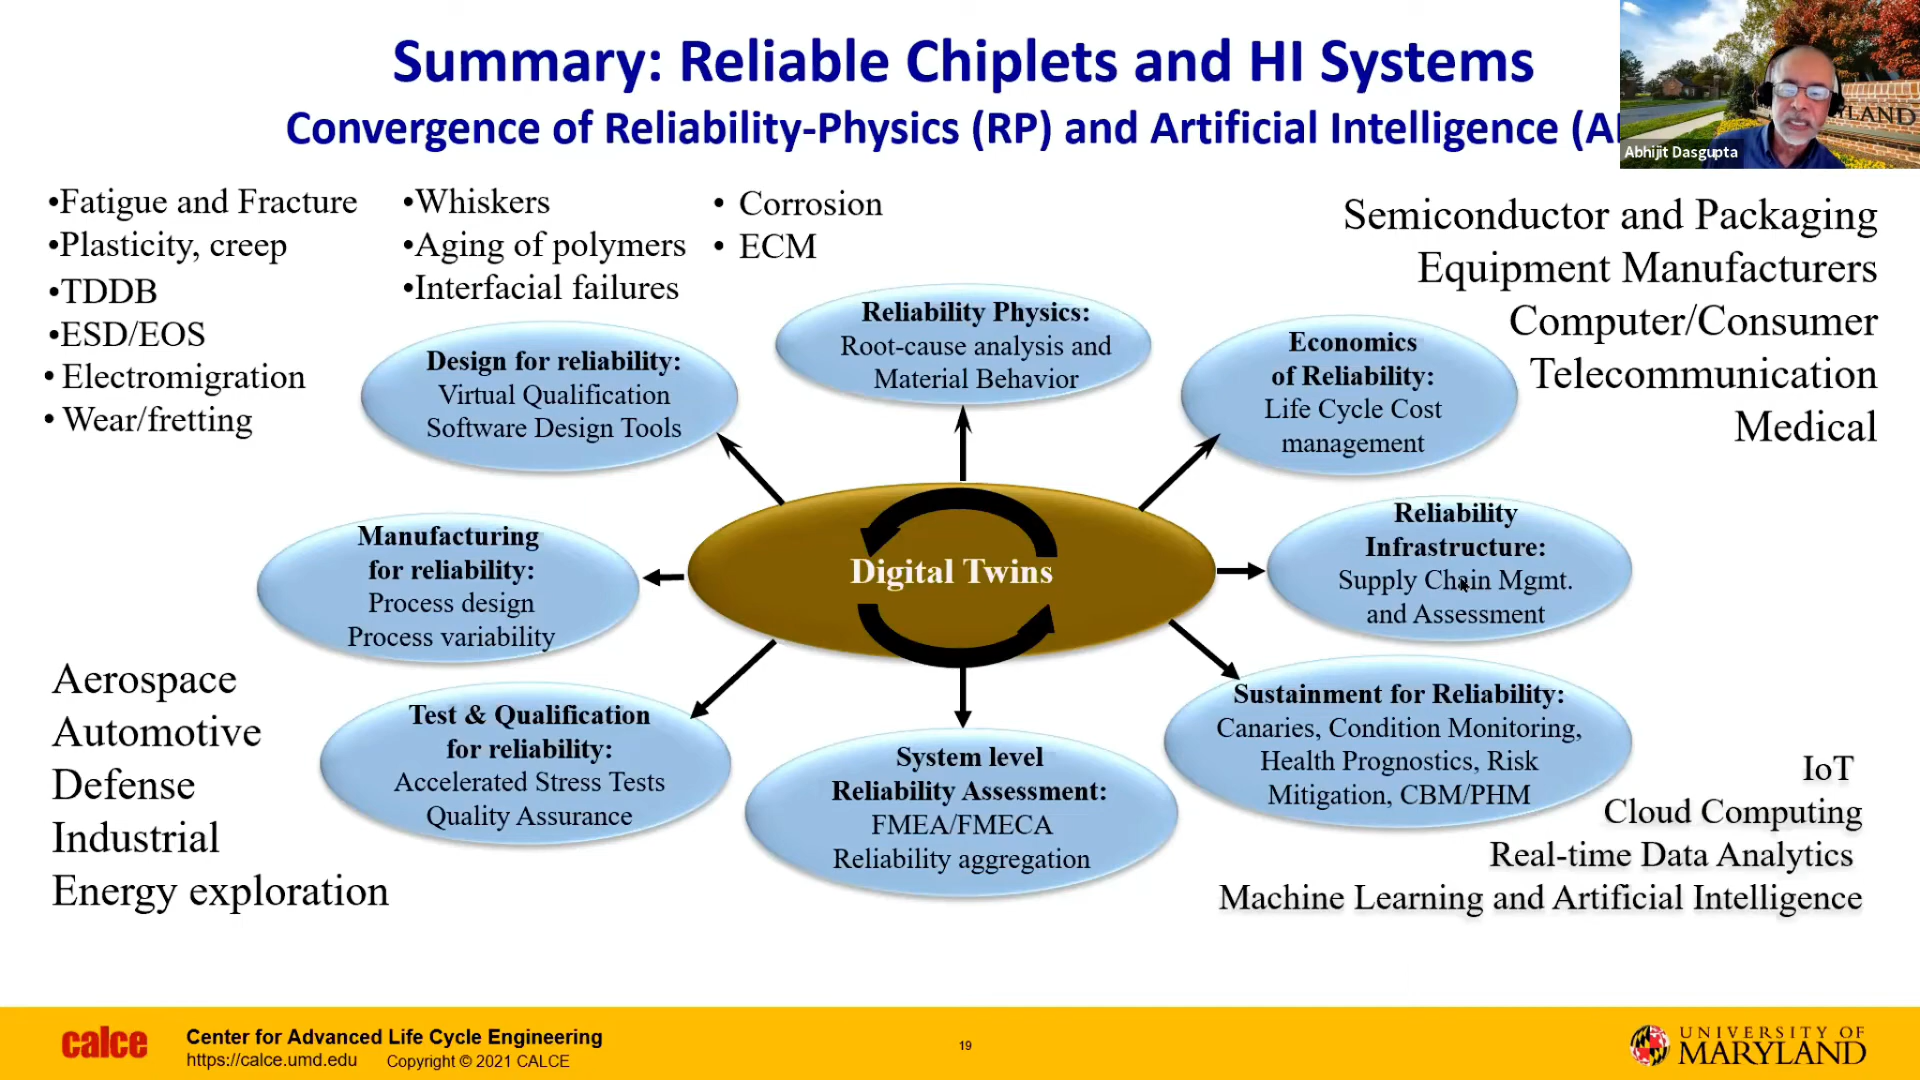 Summary: Reliable Chiplets and HI Systems
Convergence of Reliability-Physics (RP) and Artificial Intelligence (AI
LAND
Abhijit Dasgupta
•Fatigue and Fracture
•Plasticity, creep
•TDDB
•ESD/EOS
• Electromigration
• Wear/fretting
•Whiskers
•Aging of polymers
•Interfacial failures
• Corrosion
• ECM
Semiconductor and Packaging
Equipment Manufacturers
Computer/Consumer
Telecommunication
Medical
Design for reliability:
Virtual Qualification
Software Design Tools
Reliability Physics:
Root-cause analysis and
Material Behavior
Economics
of Reliability:
Life Cycle Cost
management
Manufacturing
for reliability:
Process design
Process variability
Digital Twins
Reliability
Infrastructure:
Supply Chain Mgmt.
and Assessment
Test & Qualification
for reliability:
Accelerated Stress Tests
Quality Assurance
System level
Reliability Assessment:
FMEA/FMECA
Reliability aggregation
Sustainment for Reliability:
Canaries, Condition Monitoring,
Health Prognostics, Risk
Mitigation, CBM/PHM
Aerospace
Automotive
Defense
Industrial
Energy exploration
IoT
Cloud Computing
Real-time Data Analytics
Machine Learning and Artificial Intelligence
calce
Center for Advanced Life Cycle Engineering
https://calce.umd.edu Copyright © 2021 CALCE
19
UNIVERSITY OF
MARYLAND